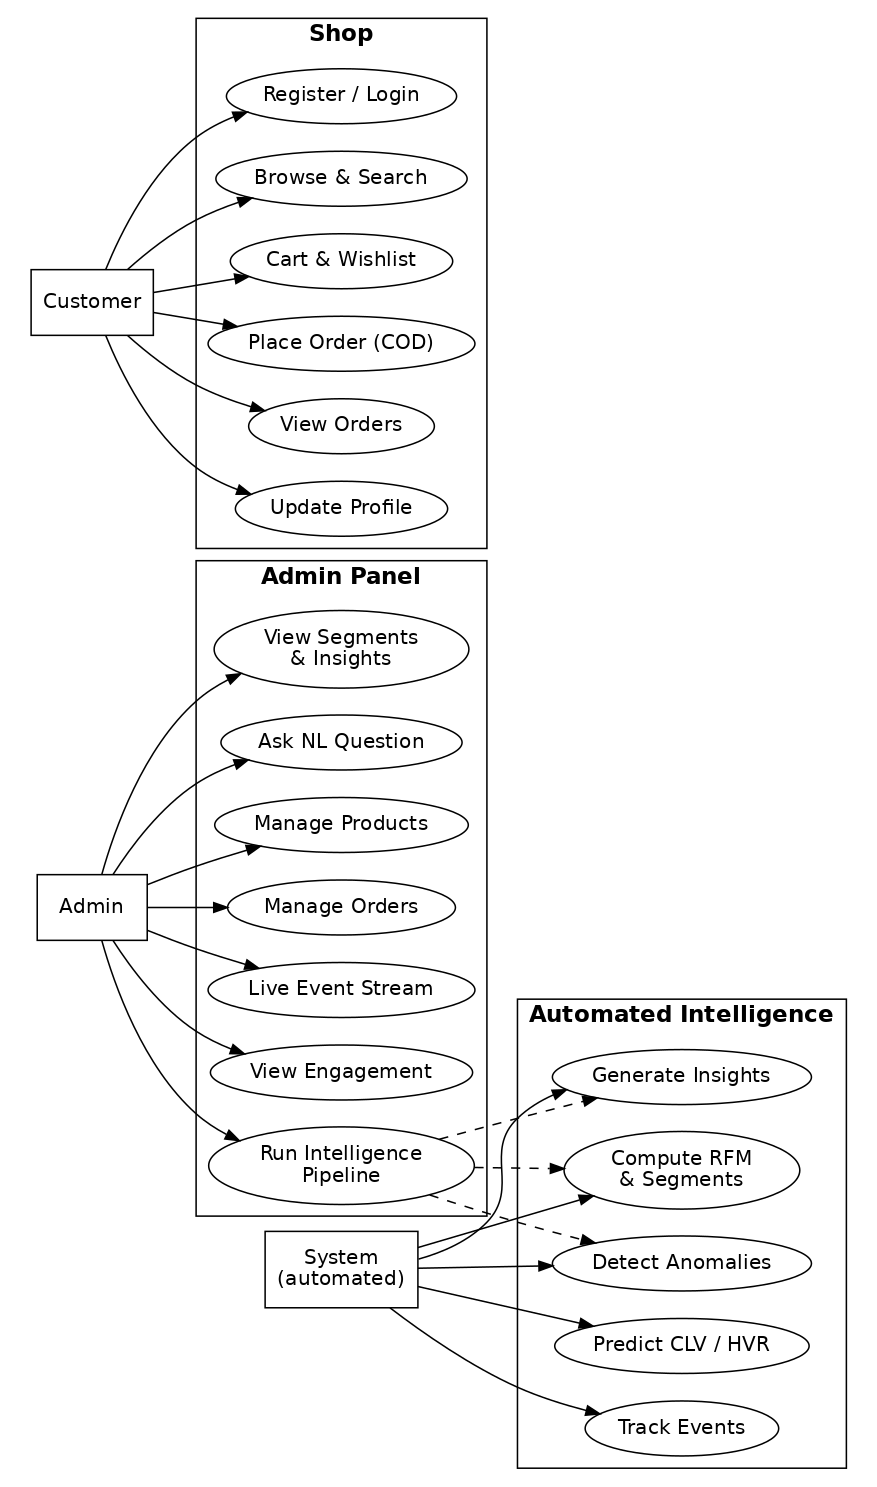 Shop
Register / Login
Browse & Search
Cart & Wishlist
Customer
Place Order (COD)
View Orders
Update Profile
Admin Panel
View Segments
& Insights
Ask NL Question
Manage Products
Admin
Manage Orders
Live Event Stream
View Engagement
Run Intelligence
Pipeline
Automated Intelligence
Generate Insights
Compute RFM
& Segments
System
(automated)
Detect Anomalies
Predict CLV / HVR
Track Events